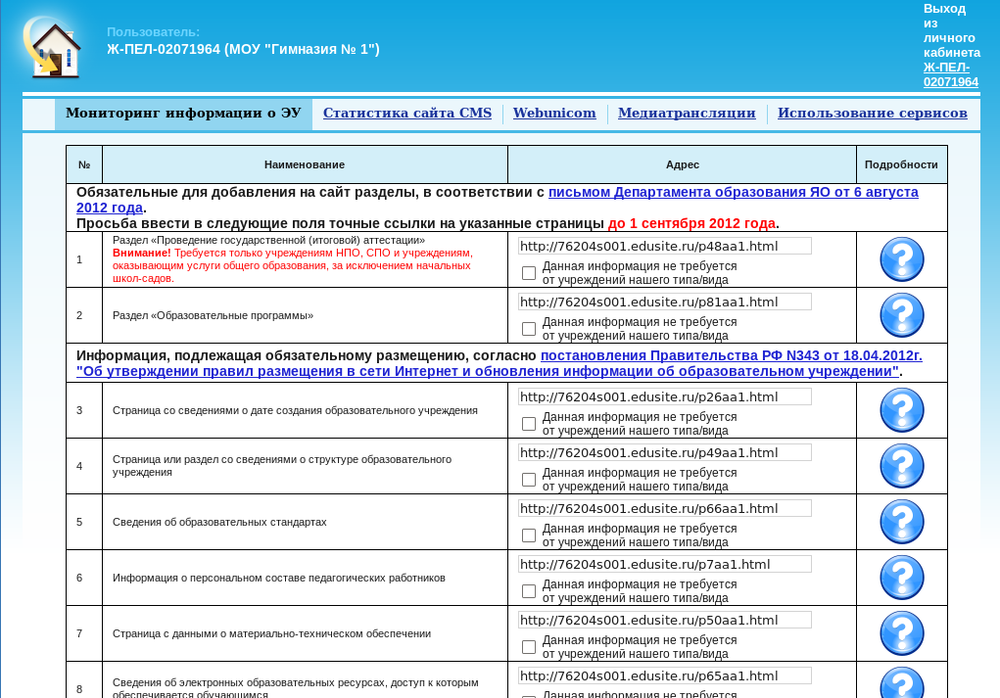 Пользователь:
Ж-ПЕЛ-02071964 (МОУ "Гимназия № 1")
Выход
из
личного
кабинета
Ж-ПЕЛ-
02071964
Мониторинг информации о ЭУ
Статистика сайта CMS
Webunicom
Медиатрансляции
Использование сервисов
№
Наименование
Адрес
Подробности
Обязательные для добавления на сайт разделы, в соответствии с письмом Департамента образования ЯО от 6 августа
2012 года.
Просьба ввести в следующие поля точные ссылки на указанные страницы до 1 сентября 2012 года.
1
Раздел «Проведение государственной (итоговой) аттестации»
Внимание! Требуется только учреждениям НПО, СПО и учреждениям,
оказывающим услуги общего образования, за исключением начальных
школ-садов.
http://76204s001.edusite.ru/p48aa1.html
Данная информация не требуется
от учреждений нашего типа/вида
?
2
Раздел «Образовательные программы»
http://76204s001.edusite.ru/p81aa1.html
Данная информация не требуется
от учреждений нашего типа/вида
?
Информация, подлежащая обязательному размещению, согласно постановления Правительства РФ N343 от 18.04.2012г.
"Об утверждении правил размещения в сети Интернет и обновления информации об образовательном учреждении".
3
Страница со сведениями о дате создания образовательного учреждения
http://76204s001.edusite.ru/p26aa1.html
Данная информация не требуется
от учреждений нашего типа/вида
?
4
Страница или раздел со сведениями о структуре образовательного
учреждения
http://76204s001.edusite.ru/p49aa1.html
Данная информация не требуется
от учреждений нашего типа/вида
?
5
Сведения об образовательных стандартах
http://76204s001.edusite.ru/p66aa1.html
Данная информация не требуется
от учреждений нашего типа/вида
?
6
Информация о персональном составе педагогических работников
http://76204s001.edusite.ru/p7aa1.html
Данная информация не требуется
от учреждений нашего типа/вида
?
7
Страница с данными о материально-техническом обеспечении
http://76204s001.edusite.ru/p50aa1.html
Данная информация не требуется
от учреждений нашего типа/вида
?
8
Сведения об электронных образовательных ресурсах, доступ к которым
обеспечивается обучающимся
http://76204s001.edusite.ru/p65aa1.html
Данная информация не требуется
?